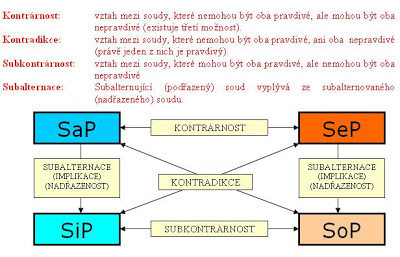 Kontrárnost: vztah mezi soudy, které nemohou být oba pravdivé, ale mohou být oba
nepravdivé (existuje třetí možnost).
Kontradikce: vztah mezi soudy, které nemohou být oba pravdivé, ani oba nepravdivé
(právě jeden z nich je pravdivý).
Subkontrárnost: vztah mezi soudy, které mohou být oba pravdivé, ale nemohou být oba
nepravdivé
Subalternace: Subalternující (podřazený) soud vyplývá ze subalternovaného
(nadřazeného) soudu.
SaP KONTRÁRNOST SeP
SUBALTERNACE
(IMPLIKACE)
(NADŘAZENOST)
KONTRADIKCE
SUBALTERNACE
(IMPLIKACE)
(NADŘAZENOST)
SiP SUBKONTRÁRNOST SoP